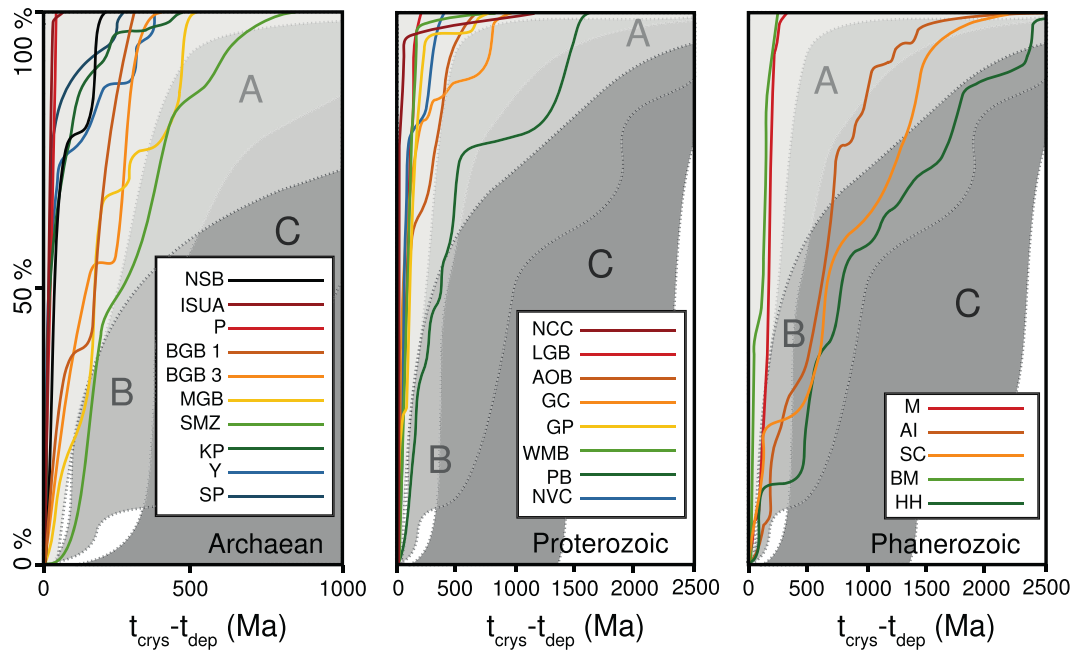 100 %
50 %
0 %
A
C
B
NSB
ISUA
P
BGB 1
BGB 3
MGB
SMZ
KP
Y
SP
Archaean
0
500
1000
t_crys-t_dep (Ma)
A
C
B
NCC
LGB
AOB
GC
GP
WMB
PB
NVC
Proterozoic
0
500
1000
1500
2000
2500
t_crys-t_dep (Ma)
A
B
C
M
AI
SC
BM
HH
Phanerozoic
0
500
1000
1500
2000
2500
t_crys-t_dep (Ma)